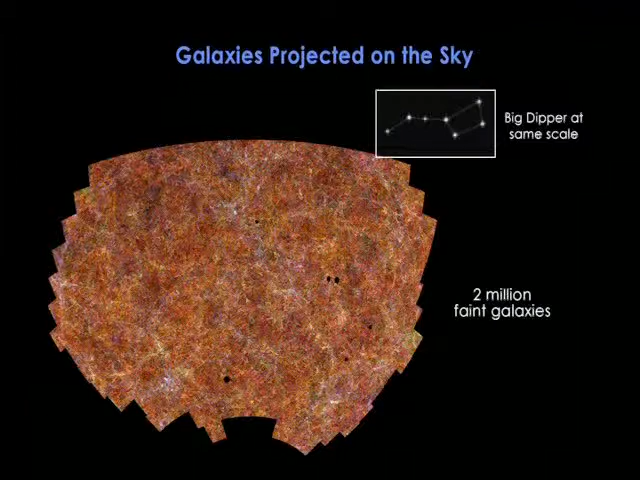 Galaxies Projected on the Sky
Big Dipper at
same scale
2 million
faint galaxies